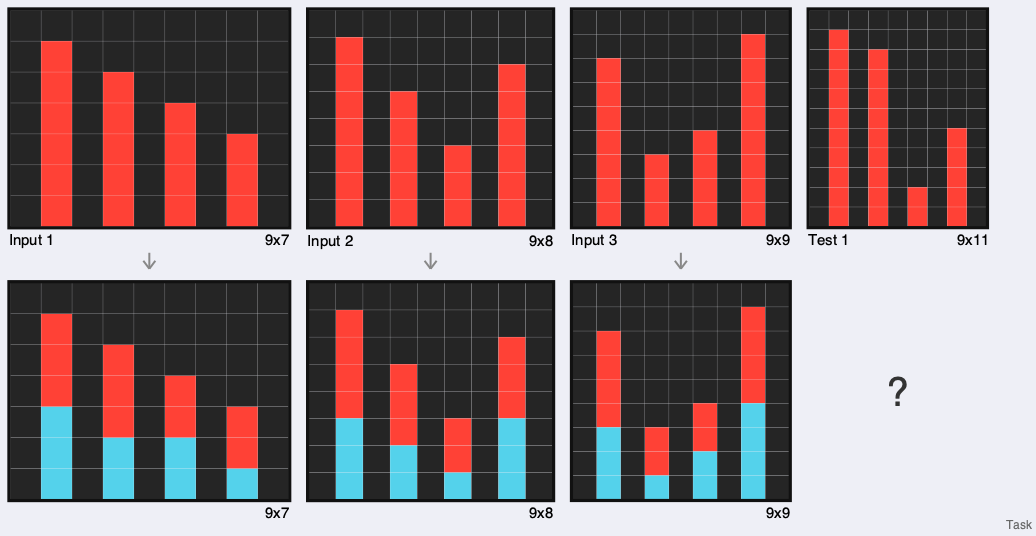 Input 1 9x7
Input 2 9x8
Input 3 9x9
Test 1 9x11
9x7
9x8
9x9
?
Task